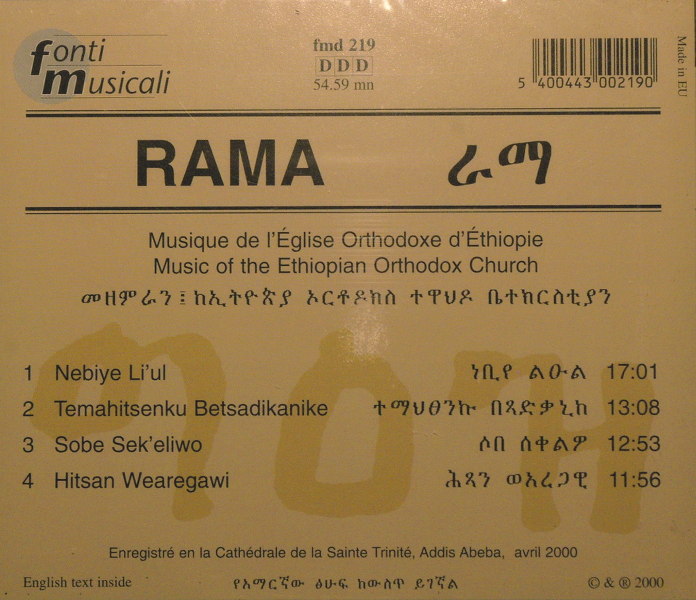 fonti musicali
fmd 219
DDD
54.59 mn
5 400443 002190
Made in EU
RAMA ራማ
Musique de l'Église Orthodoxe d'Éthiopie
Music of the Ethiopian Orthodox Church
መዘምራን ፤ ከኢትዮጵያ ኦርቶዶክስ ተዋህዶ ቤተክርስቲያን
1 Nebiye Li'ul ነቢየ ልዑል 17:01
2 Temahitsenku Betsadikanike ተማህፀንኩ በጻድቃኒከ 13:08
3 Sobe Sek'eliwo ሶበ ሰቀልዎ 12:53
4 Hitsan Wearegawi ሕጻን ወአረጋዊ 11:56
Enregistré en la Cathédrale de la Sainte Trinité, Addis Abeba, avril 2000
English text inside የአማርኛው ፅሁፍ ከውስጥ ይገኛል © & ® 2000